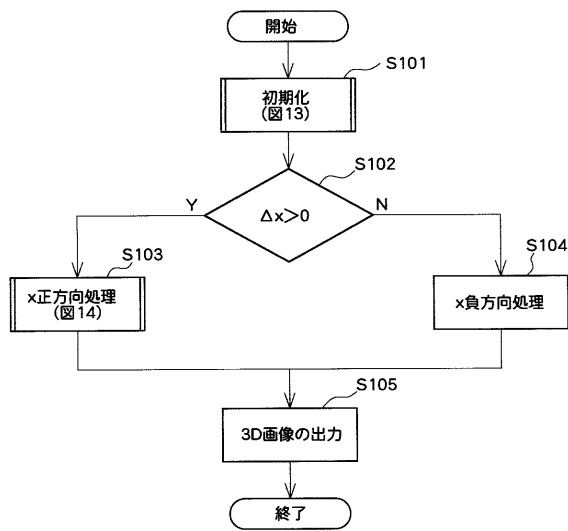 開始
S101
初期化
(図13)
S102
Y
Δx>0
N
S103
x正方向処理
(図14)
S104
x負方向処理
S105
3D画像の出力
終了